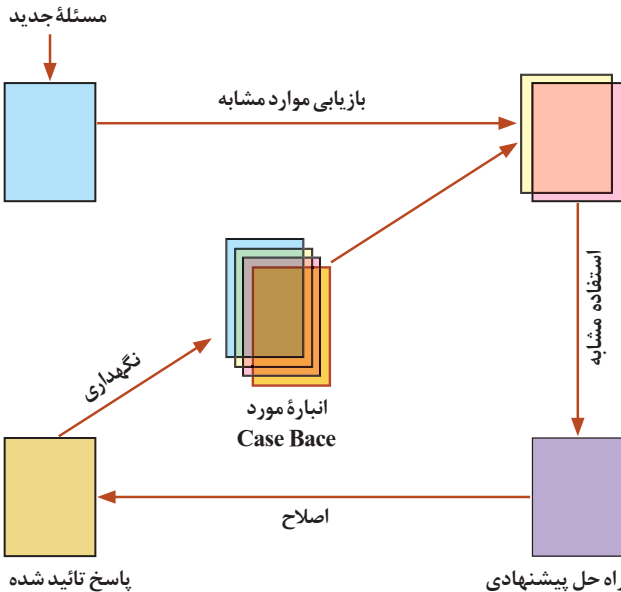 مسئلهٔ جدید
بازیابی موارد مشابه
استفاده مشابه
نگهداری
انبارهٔ مورد
Case Bace
اصلاح
راه حل پیشنهادی
پاسخ تائید شده